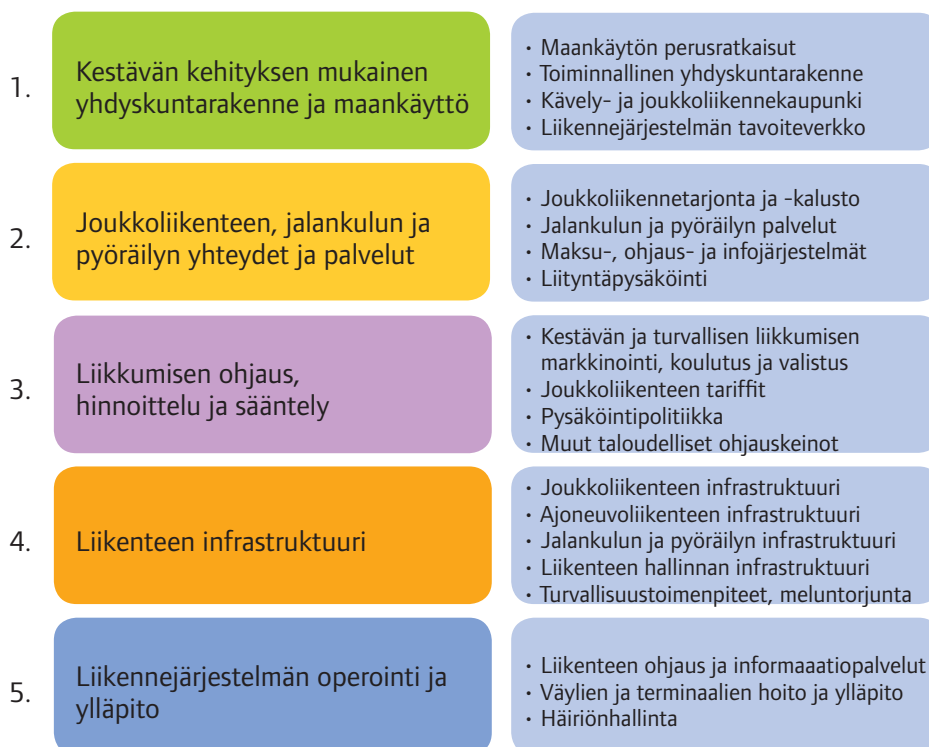 1.
Kestävän kehityksen mukainen
yhdyskuntarakenne ja maankäyttö
· Maankäytön perusratkaisut
· Toiminnallinen yhdyskuntarakenne
· Kävely- ja joukkoliikennekaupunki
· Liikennejärjestelmän tavoiteverkko
2.
Joukkoliikenteen, jalankulun ja
pyöräilyn yhteydet ja palvelut
· Joukkoliikennetarjonta ja -kalusto
· Jalankulun ja pyöräilyn palvelut
· Maksu-, ohjaus- ja infojärjestelmät
· Liityntäpysäköinti
3.
Liikkumisen ohjaus,
hinnoittelu ja sääntely
· Kestävän ja turvallisen liikkumisen
markkinointi, koulutus ja valistus
· Joukkoliikenteen tariffit
· Pysäköintipolitiikka
· Muut taloudelliset ohjauskeinot
4.
Liikenteen infrastruktuuri
· Joukkoliikenteen infrastruktuuri
· Ajoneuvoliikenteen infrastruktuuri
· Jalankulun ja pyöräilyn infrastruktuuri
· Liikenteen hallinnan infrastruktuuri
· Turvallisuustoimenpiteet, meluntorjunta
5.
Liikennejärjestelmän operointi ja
ylläpito
· Liikenteen ohjaus ja informaaatiopalvelut
· Väylien ja terminaalien hoito ja ylläpito
· Häiriönhallinta